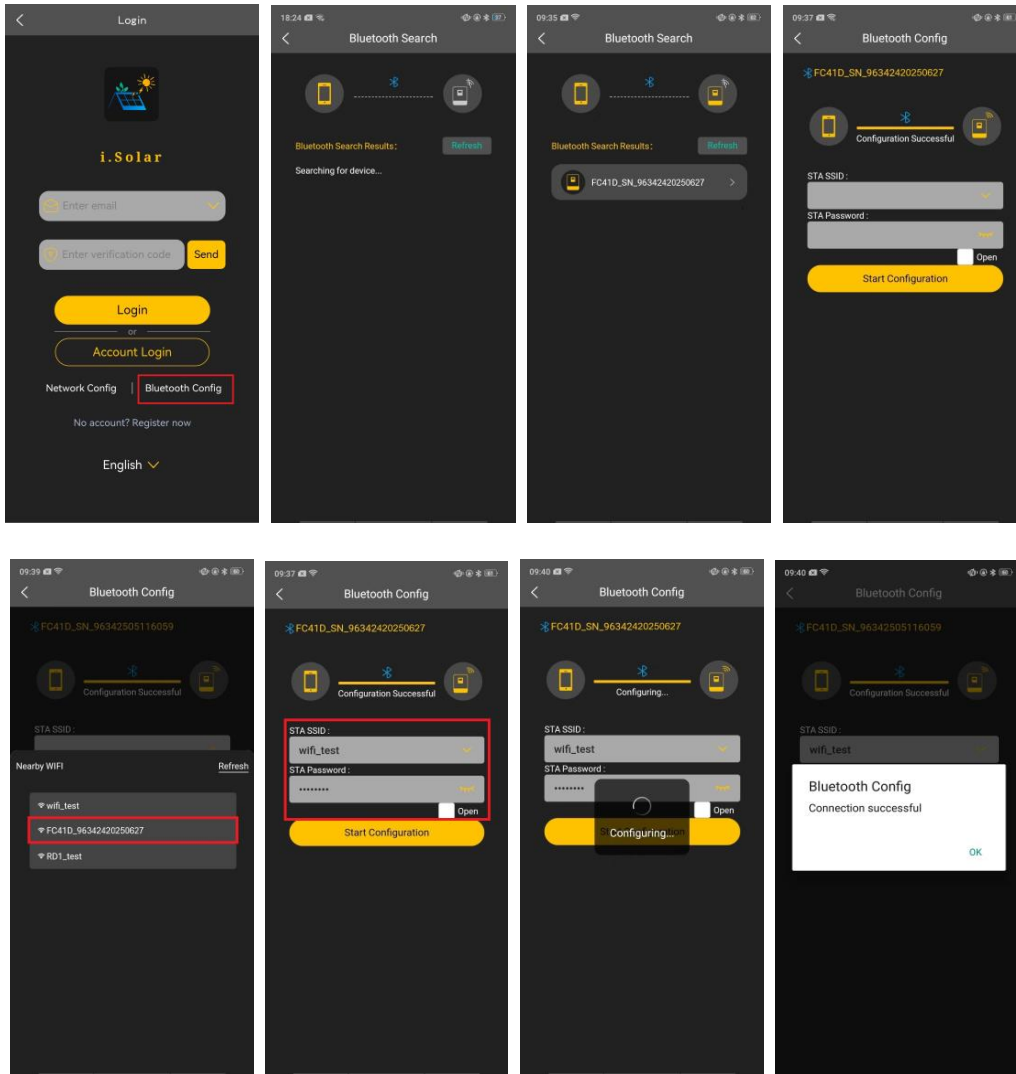 Login
i.Solar
Enter email
Enter verification code
Send
Login
or
Account Login
Network Config | Bluetooth Config
No account? Register now
English
18:24
Bluetooth Search
Bluetooth Search Results:
Refresh
Searching for device...
09:35
Bluetooth Search
Bluetooth Search Results:
Refresh
FC41D_SN_96342420250627
09:37
Bluetooth Config
FC41D_SN_96342420250627
Configuration Successful
STA SSID :
STA Password :
Open
Start Configuration
09:39
Bluetooth Config
FC41D_SN_96342505116059
Configuration Successful
STA SSID :
Nearby WIFI
Refresh
wifi_test
FC41D_96342420250627
RD1_test
09:37
Bluetooth Config
FC41D_SN_96342420250627
Configuration Successful
STA SSID :
wifi_test
STA Password :
••••••••
Open
Start Configuration
09:40
Bluetooth Config
FC41D_SN_96342420250627
Configuring...
STA SSID :
wifi_test
STA Password :
••••••••
Open
Configuring...
09:40
Bluetooth Config
FC41D_SN_96342505116059
Configuration Successful
STA SSID :
wifi_test
Bluetooth Config
Connection successful
OK